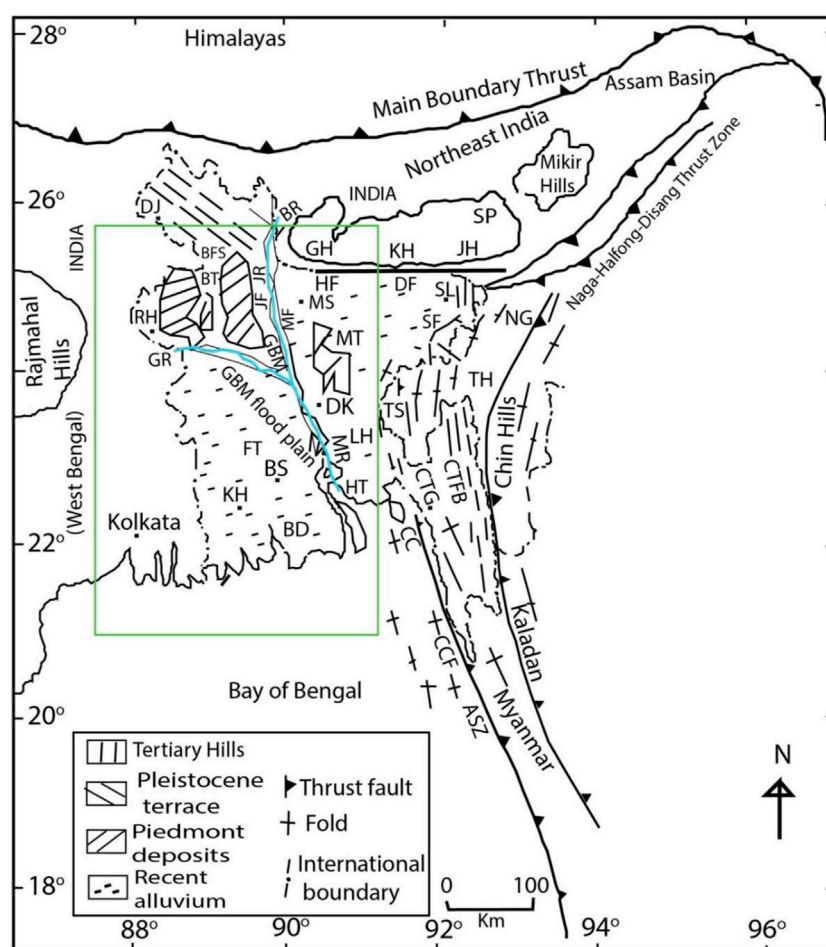 28°
Himalayas
Main Boundary Thrust
Assam Basin
Northeast India
Mikir
Hills
Naga-Halfong-Disang Thrust Zone
26°
DJ
BR
INDIA
SP
GH
KH
JH
INDIA
BFS
BT
JR
JF
MF
HF
DF
MS
SL
SF
NG
RH
MT
GR
GBM
Rajmahal
Hills
GBM flood plain
DK
TS
TH
Chin Hills
MR
LH
FT
BS
HT
KH
BD
CTG
CTFB
(West Bengal)
Kolkata
22°
CC
CCF
Kaladan
Bay of Bengal
20°
ASZ
Myanmar
Tertiary Hills
Pleistocene
terrace
Piedmont
deposits
Recent
alluvium
Thrust fault
Fold
International
boundary
N
18°
0
100
Km
88°
90°
92°
94°
96°